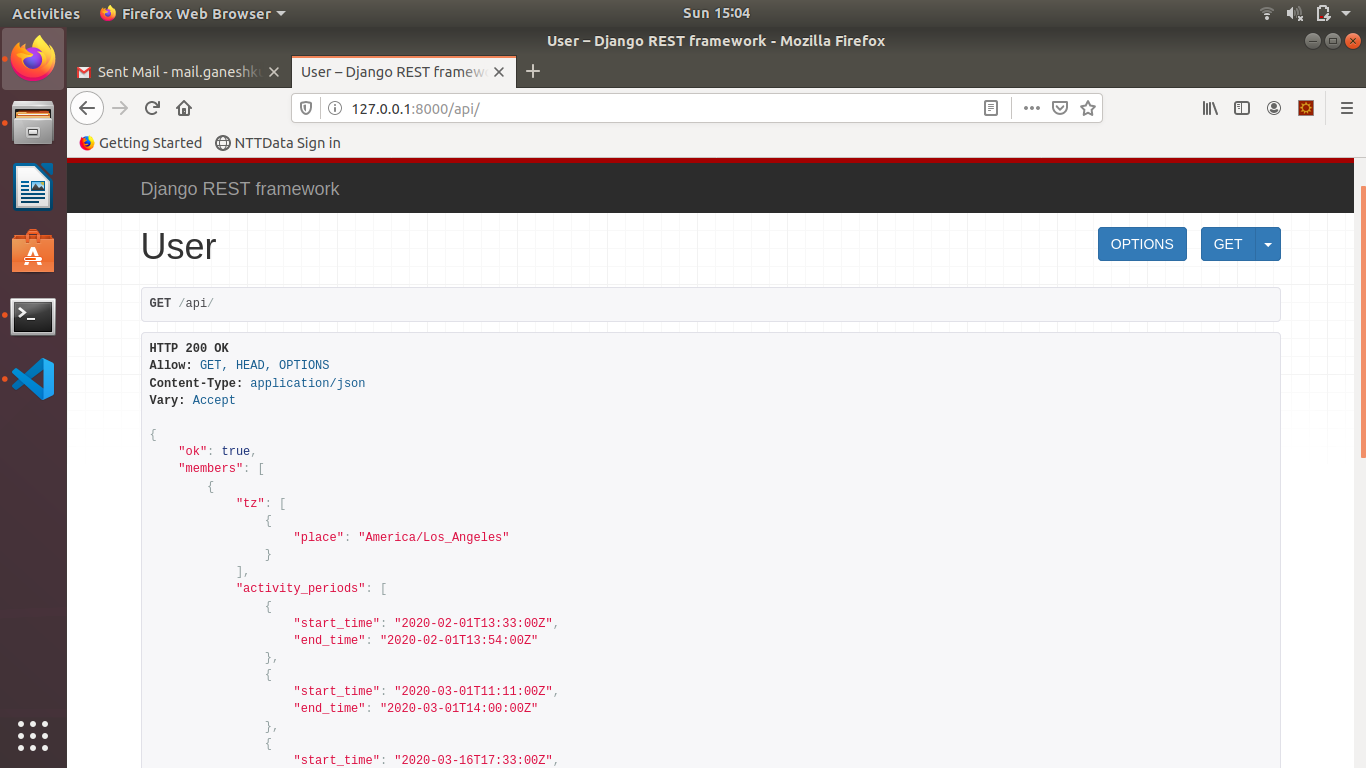 Activities Firefox Web Browser Sun 15:04
User – Django REST framework - Mozilla Firefox
Sent Mail - mail.ganeshk User – Django REST framew
127.0.0.1:8000/api/
Getting Started NTTData Sign in
Django REST framework
User OPTIONS GET
GET /api/
HTTP 200 OK
Allow: GET, HEAD, OPTIONS
Content-Type: application/json
Vary: Accept
{
"ok": true,
"members": [
{
"tz": [
{
"place": "America/Los_Angeles"
}
],
"activity_periods": [
{
"start_time": "2020-02-01T13:33:00Z",
"end_time": "2020-02-01T13:54:00Z"
},
{
"start_time": "2020-03-01T11:11:00Z",
"end_time": "2020-03-01T14:00:00Z"
},
{
"start_time": "2020-03-16T17:33:00Z",